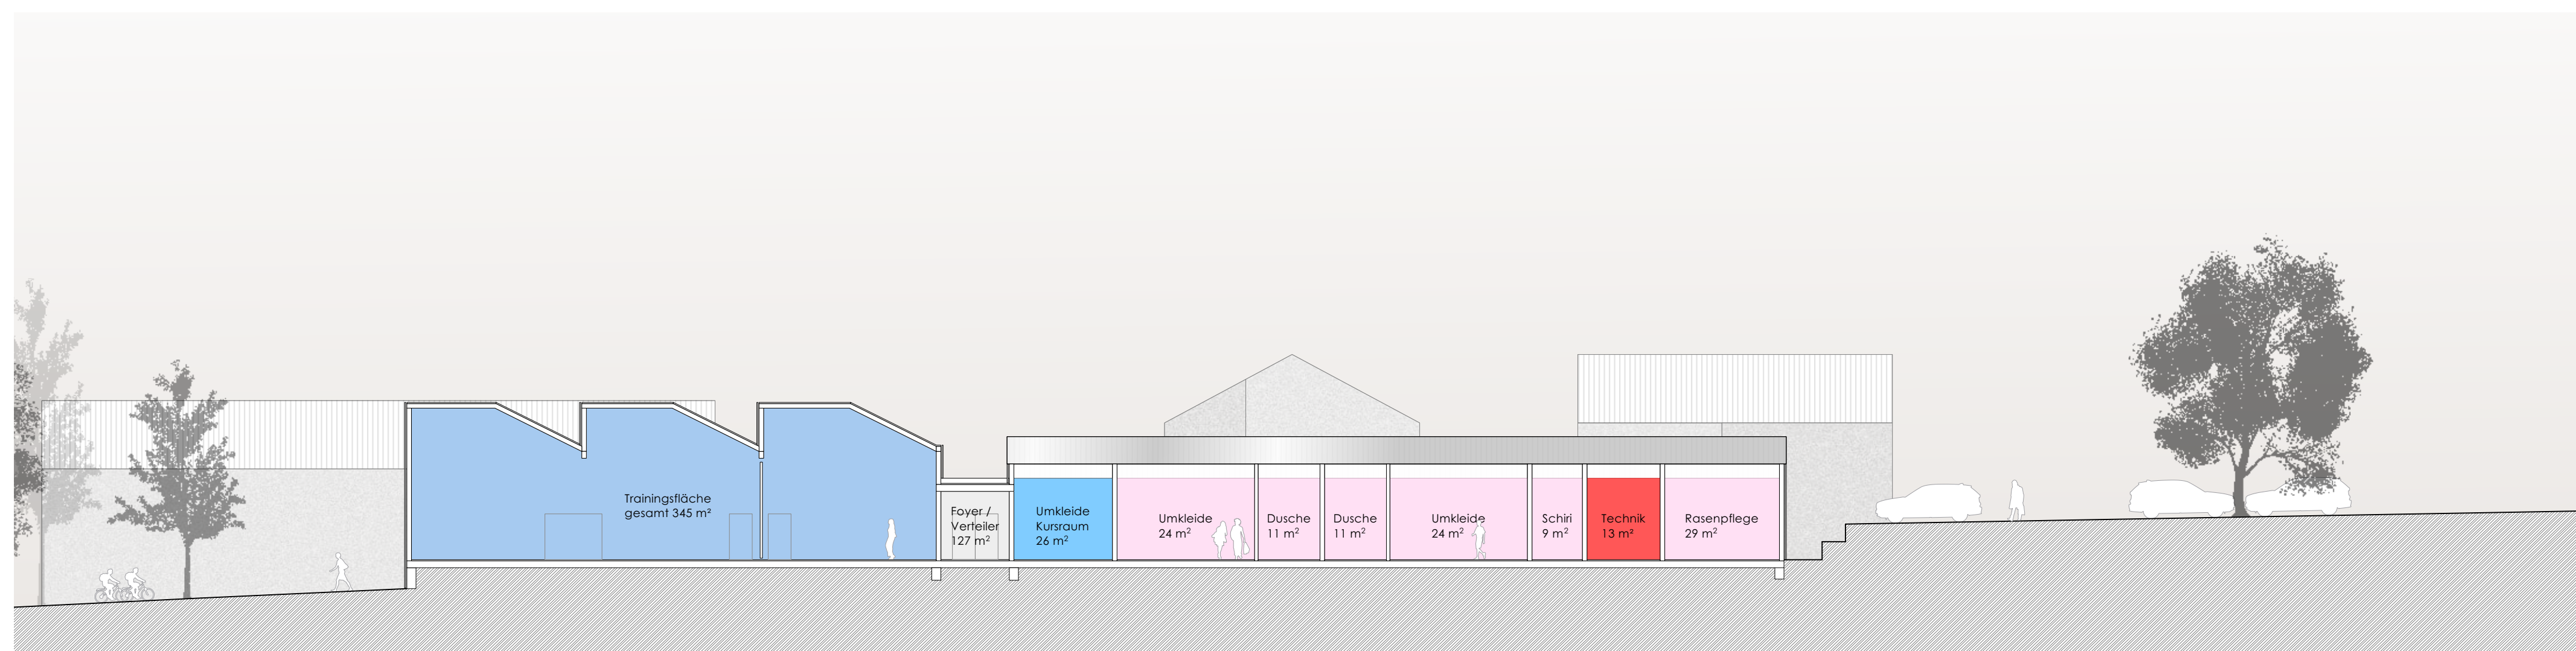 Trainingsfläche
gesamt 345 m²
Foyer /
Verteiler
127 m²
Umkleide
Kursraum
26 m²
Umkleide
24 m²
Dusche
11 m²
Dusche
11 m²
Umkleide
24 m²
Schiri
9 m²
Technik
13 m²
Rasenpflege
29 m²